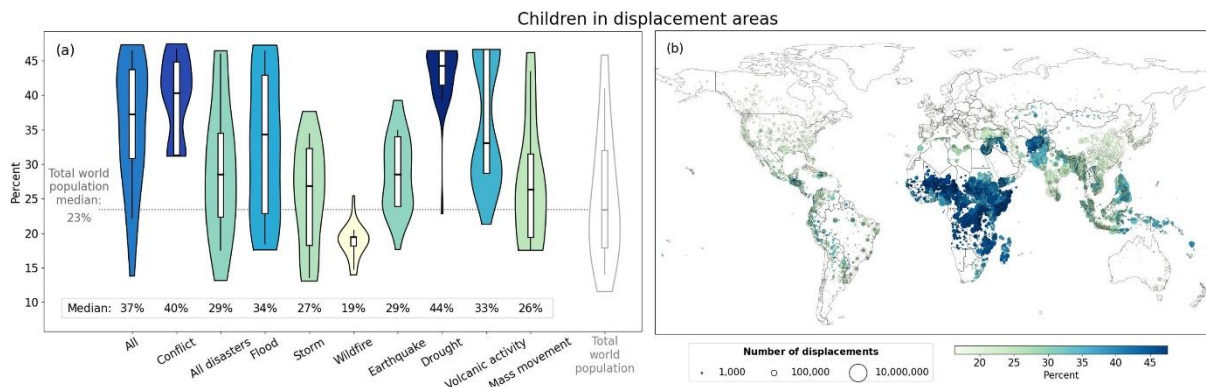 Children in displacement areas
(a)
Percent
45
40
35
30
25
20
15
10
Total world
population
median:
23%
Median: 37% 40% 29% 34% 27% 19% 29% 44% 33% 26%
All
Conflict
All disasters
Flood
Storm
Wildfire
Earthquake
Drought
Volcanic activity
Mass movement
Total
world
population
(b)
Number of displacements
1,000 100,000 10,000,000
20 25 30 35 40 45
Percent